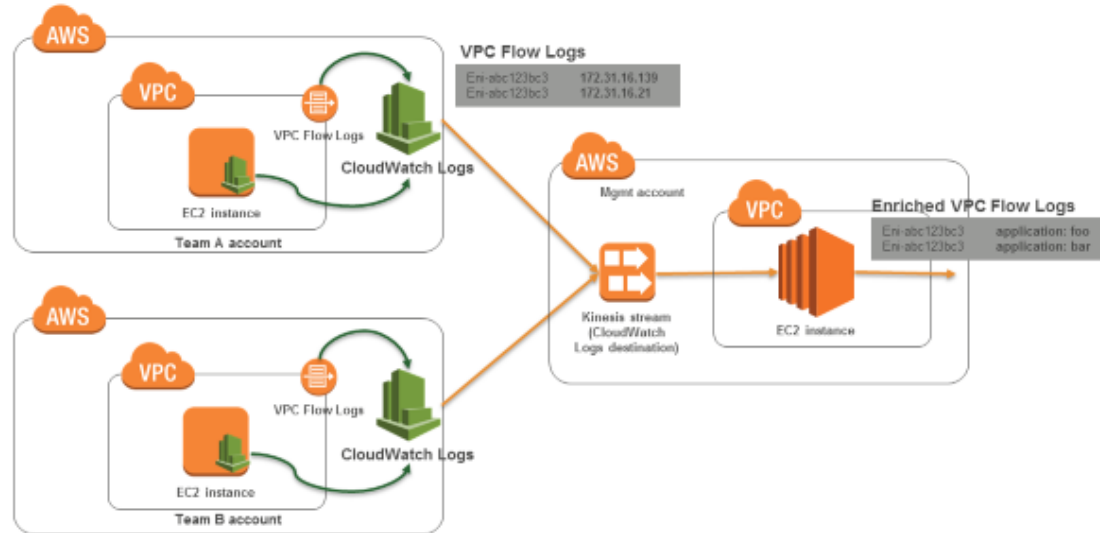 AWS
VPC
VPC Flow Logs
CloudWatch Logs
EC2 instance
Team A account
VPC Flow Logs
Eni-abc123bc3 172.31.16.139
Eni-abc123bc3 172.31.16.21
AWS
Mgmt account
VPC
Enriched VPC Flow Logs
Eni-abc123bc3 application: foo
Eni-abc123bc3 application: bar
Kinesis stream
(CloudWatch
Logs destination)
EC2 instance
AWS
VPC
VPC Flow Logs
CloudWatch Logs
EC2 instance
Team B account